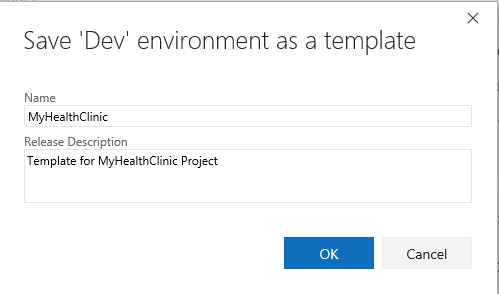 Save 'Dev' environment as a template
Name
MyHealthClinic
Release Description
Template for MyHealthClinic Project
OK
Cancel